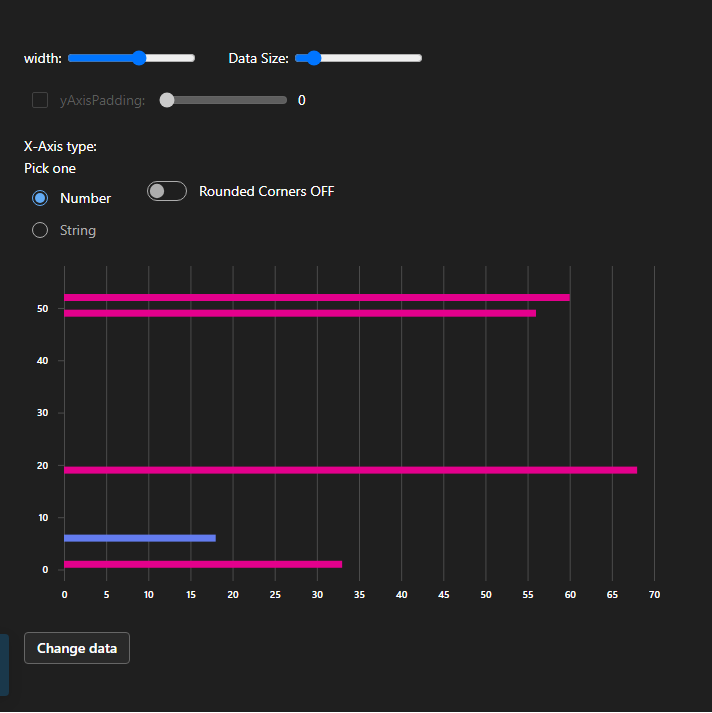 width: Data Size:
yAxisPadding: 0
X-Axis type:
Pick one
Number Rounded Corners OFF
String
50
40
30
20
10
0
0 5 10 15 20 25 30 35 40 45 50 55 60 65 70
Change data